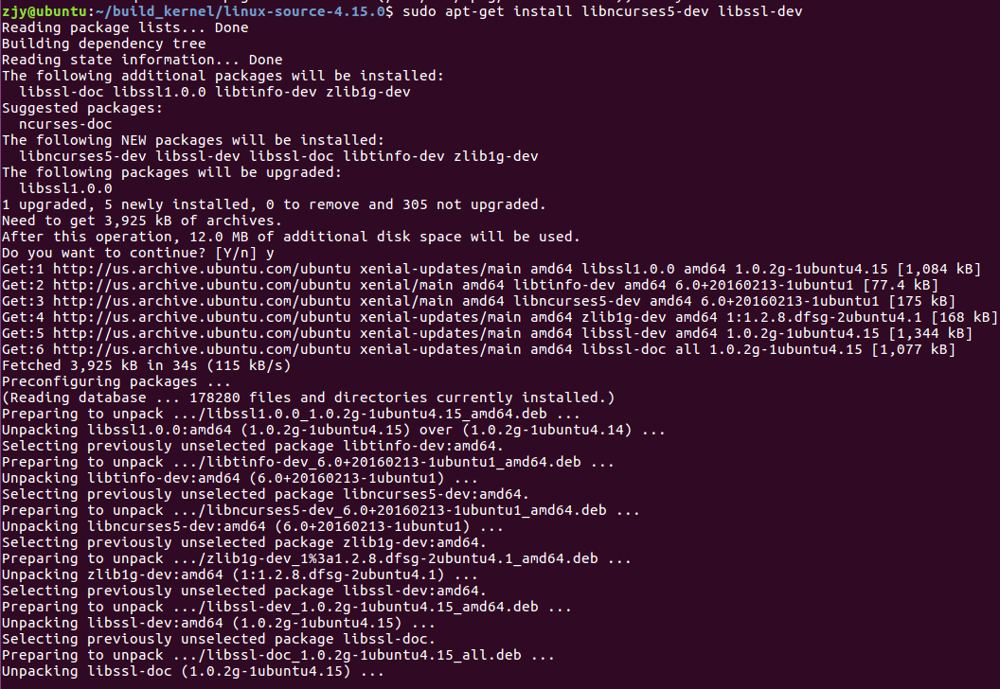 zjy@ubuntu:~/build_kernel/linux-source-4.15.0$ sudo apt-get install libncurses5-dev libssl-dev
Reading package lists... Done
Building dependency tree
Reading state information... Done
The following additional packages will be installed:
  libssl-doc libssl1.0.0 libtinfo-dev zlib1g-dev
Suggested packages:
  ncurses-doc
The following NEW packages will be installed:
  libncurses5-dev libssl-dev libssl-doc libtinfo-dev zlib1g-dev
The following packages will be upgraded:
  libssl1.0.0
1 upgraded, 5 newly installed, 0 to remove and 305 not upgraded.
Need to get 3,925 kB of archives.
After this operation, 12.0 MB of additional disk space will be used.
Do you want to continue? [Y/n] y
Get:1 http://us.archive.ubuntu.com/ubuntu xenial-updates/main amd64 libssl1.0.0 amd64 1.0.2g-1ubuntu4.15 [1,084 kB]
Get:2 http://us.archive.ubuntu.com/ubuntu xenial/main amd64 libtinfo-dev amd64 6.0+20160213-1ubuntu1 [77.4 kB]
Get:3 http://us.archive.ubuntu.com/ubuntu xenial/main amd64 libncurses5-dev amd64 6.0+20160213-1ubuntu1 [175 kB]
Get:4 http://us.archive.ubuntu.com/ubuntu xenial-updates/main amd64 zlib1g-dev amd64 1:1.2.8.dfsg-2ubuntu4.1 [168 kB]
Get:5 http://us.archive.ubuntu.com/ubuntu xenial-updates/main amd64 libssl-dev amd64 1.0.2g-1ubuntu4.15 [1,344 kB]
Get:6 http://us.archive.ubuntu.com/ubuntu xenial-updates/main amd64 libssl-doc all 1.0.2g-1ubuntu4.15 [1,077 kB]
Fetched 3,925 kB in 34s (115 kB/s)
Preconfiguring packages ...
(Reading database ... 178280 files and directories currently installed.)
Preparing to unpack .../libssl1.0.0_1.0.2g-1ubuntu4.15_amd64.deb ...
Unpacking libssl1.0.0:amd64 (1.0.2g-1ubuntu4.15) over (1.0.2g-1ubuntu4.14) ...
Selecting previously unselected package libtinfo-dev:amd64.
Preparing to unpack .../libtinfo-dev_6.0+20160213-1ubuntu1_amd64.deb ...
Unpacking libtinfo-dev:amd64 (6.0+20160213-1ubuntu1) ...
Selecting previously unselected package libncurses5-dev:amd64.
Preparing to unpack .../libncurses5-dev_6.0+20160213-1ubuntu1_amd64.deb ...
Unpacking libncurses5-dev:amd64 (6.0+20160213-1ubuntu1) ...
Selecting previously unselected package zlib1g-dev:amd64.
Preparing to unpack .../zlib1g-dev_1%3a1.2.8.dfsg-2ubuntu4.1_amd64.deb ...
Unpacking zlib1g-dev:amd64 (1:1.2.8.dfsg-2ubuntu4.1) ...
Selecting previously unselected package libssl-dev:amd64.
Preparing to unpack .../libssl-dev_1.0.2g-1ubuntu4.15_amd64.deb ...
Unpacking libssl-dev:amd64 (1.0.2g-1ubuntu4.15) ...
Selecting previously unselected package libssl-doc.
Preparing to unpack .../libssl-doc_1.0.2g-1ubuntu4.15_all.deb ...
Unpacking libssl-doc (1.0.2g-1ubuntu4.15) ...